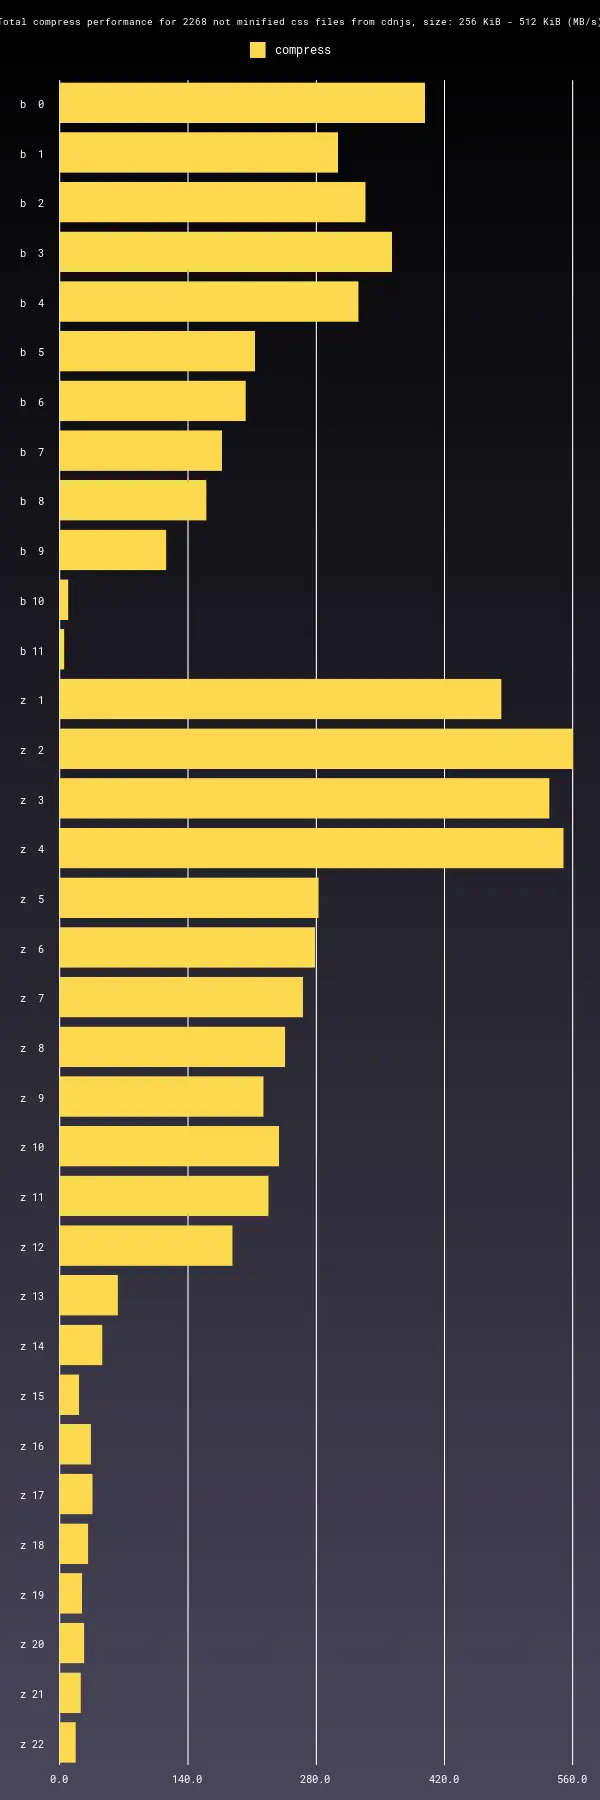 Total compress performance for 2268 not minified css files from cdnjs, size: 256 KiB - 512 KiB (MB/s)
compress
b 0
b 1
b 2
b 3
b 4
b 5
b 6
b 7
b 8
b 9
b 10
b 11
z 1
z 2
z 3
z 4
z 5
z 6
z 7
z 8
z 9
z 10
z 11
z 12
z 13
z 14
z 15
z 16
z 17
z 18
z 19
z 20
z 21
z 22
0.0 140.0 280.0 420.0 560.0